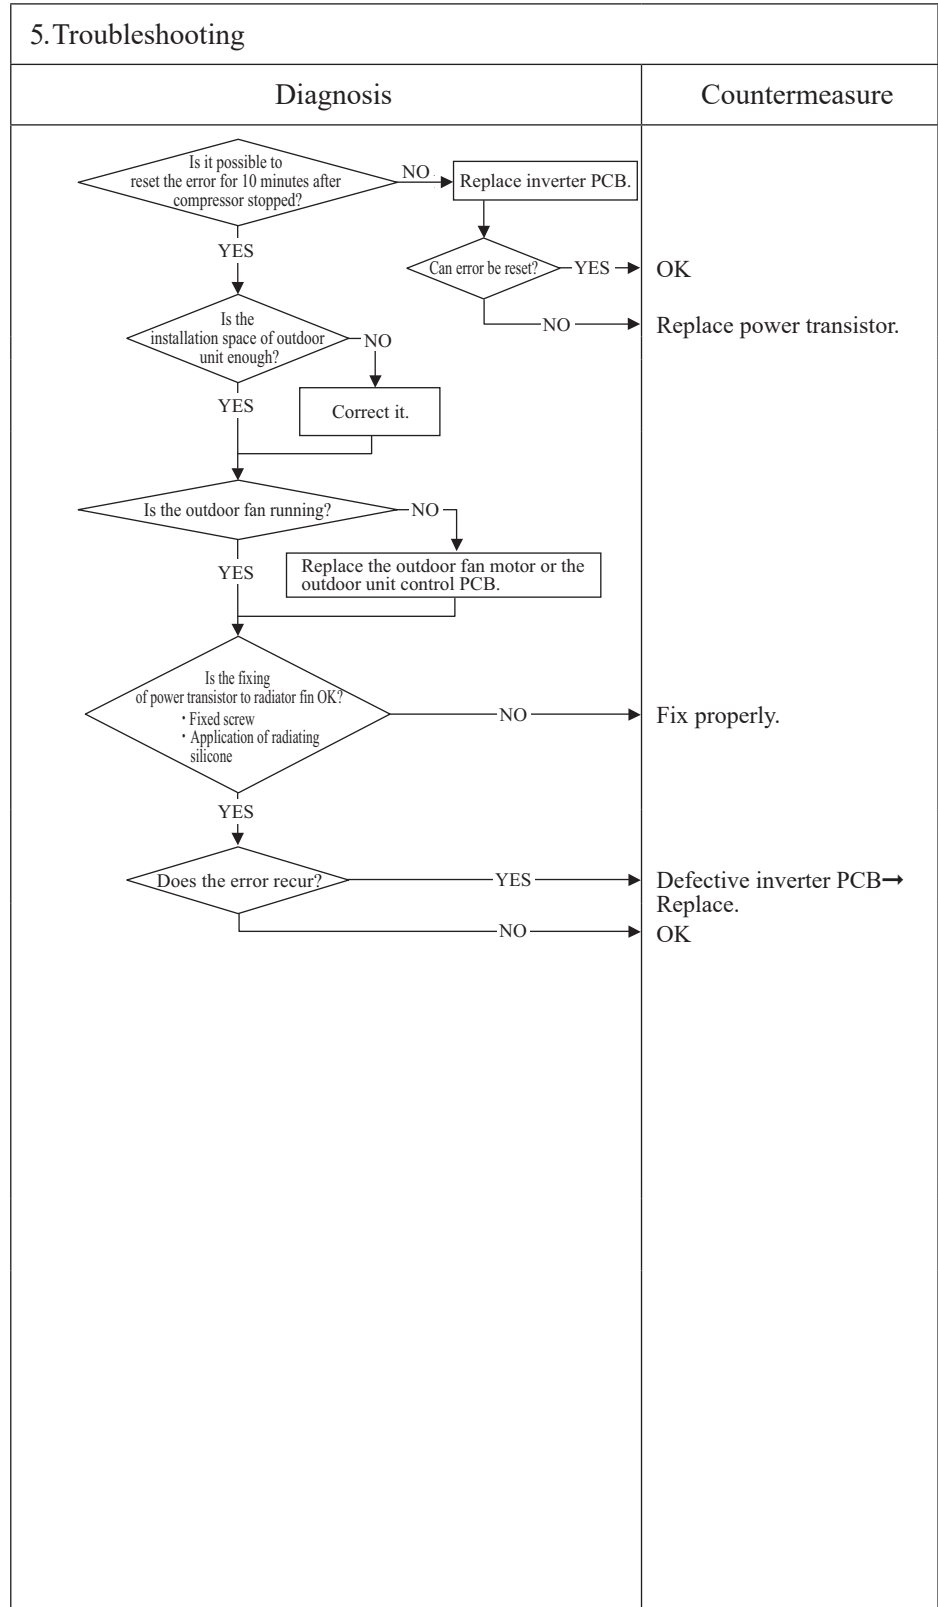 5.Troubleshooting
Diagnosis
Countermeasure
Is it possible to
reset the error for 10 minutes after
compressor stopped?
NO
Replace inverter PCB.
YES
Can error be reset?
YES
OK
NO
Replace power transistor.
Is the
installation space of outdoor
unit enough?
NO
YES
Correct it.
Is the outdoor fan running?
NO
YES
Replace the outdoor fan motor or the
outdoor unit control PCB.
Is the fixing
of power transistor to radiator fin OK?
・Fixed screw
・Application of radiating
silicone
NO
Fix properly.
YES
Does the error recur?
YES
Defective inverter PCB→
Replace.
NO
OK